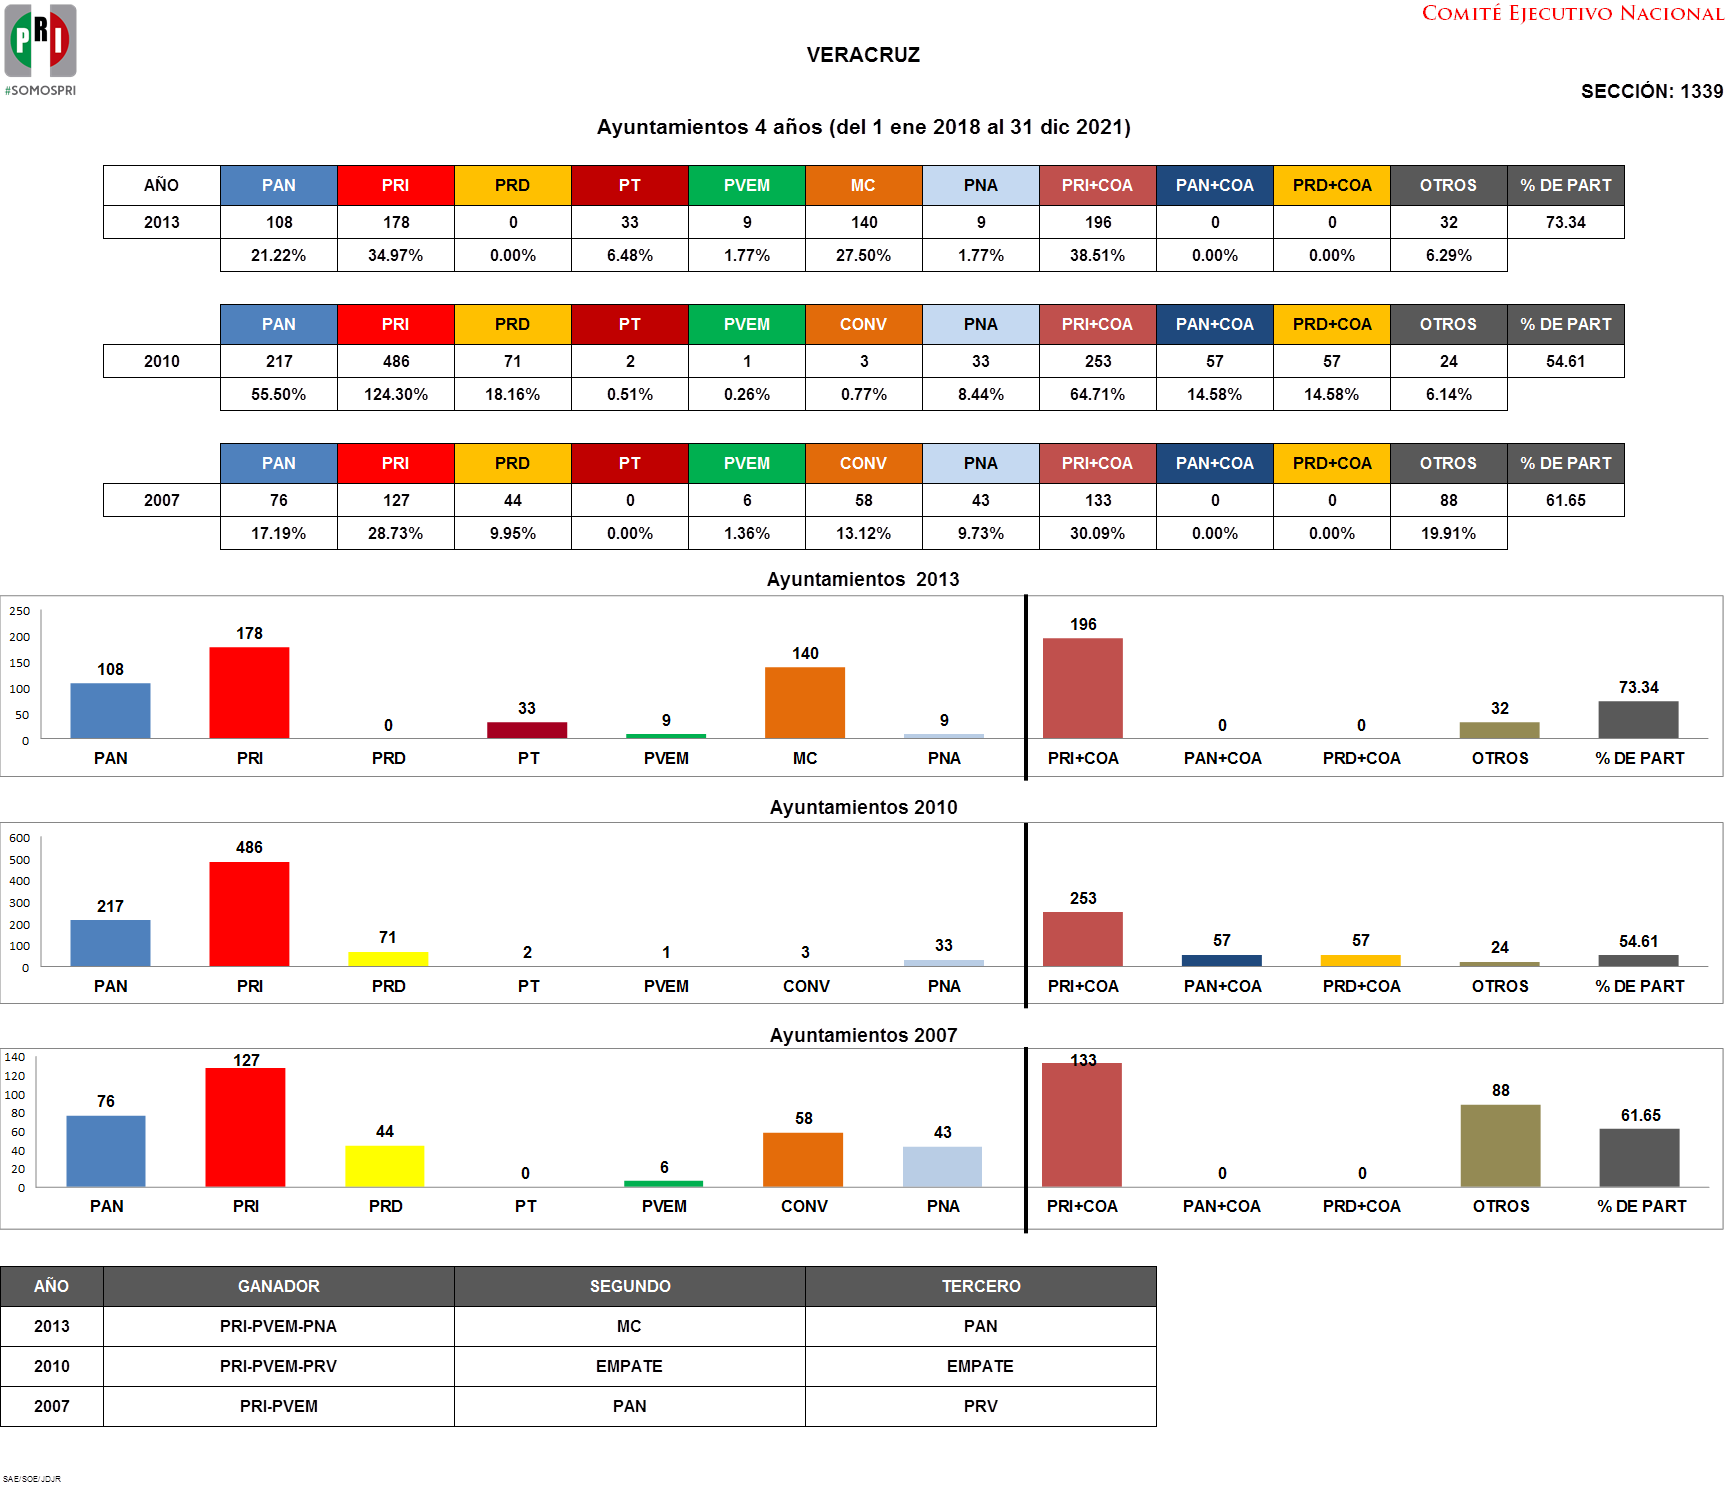 PRI
#SOMOSPRI
COMITÉ EJECUTIVO NACIONAL
VERACRUZ
SECCIÓN: 1339
Ayuntamientos 4 años (del 1 ene 2018 al 31 dic 2021)
AÑO PAN PRI PRD PT PVEM MC PNA PRI+COA PAN+COA PRD+COA OTROS % DE PART
2013 108 178 0 33 9 140 9 196 0 0 32 73.34
21.22% 34.97% 0.00% 6.48% 1.77% 27.50% 1.77% 38.51% 0.00% 0.00% 6.29%
PAN PRI PRD PT PVEM CONV PNA PRI+COA PAN+COA PRD+COA OTROS % DE PART
2010 217 486 71 2 1 3 33 253 57 57 24 54.61
55.50% 124.30% 18.16% 0.51% 0.26% 0.77% 8.44% 64.71% 14.58% 14.58% 6.14%
PAN PRI PRD PT PVEM CONV PNA PRI+COA PAN+COA PRD+COA OTROS % DE PART
2007 76 127 44 0 6 58 43 133 0 0 88 61.65
17.19% 28.73% 9.95% 0.00% 1.36% 13.12% 9.73% 30.09% 0.00% 0.00% 19.91%
Ayuntamientos 2013
250
200
150
100
50
0
108 178 0 33 9 140 9 196 0 0 32 73.34
PAN PRI PRD PT PVEM MC PNA PRI+COA PAN+COA PRD+COA OTROS % DE PART
Ayuntamientos 2010
600
500
400
300
200
100
0
217 486 71 2 1 3 33 253 57 57 24 54.61
PAN PRI PRD PT PVEM CONV PNA PRI+COA PAN+COA PRD+COA OTROS % DE PART
Ayuntamientos 2007
140
120
100
80
60
40
20
0
76 127 44 0 6 58 43 133 0 0 88 61.65
PAN PRI PRD PT PVEM CONV PNA PRI+COA PAN+COA PRD+COA OTROS % DE PART
AÑO GANADOR SEGUNDO TERCERO
2013 PRI-PVEM-PNA MC PAN
2010 PRI-PVEM-PRV EMPATE EMPATE
2007 PRI-PVEM PAN PRV
SAE/SOE/JDJR